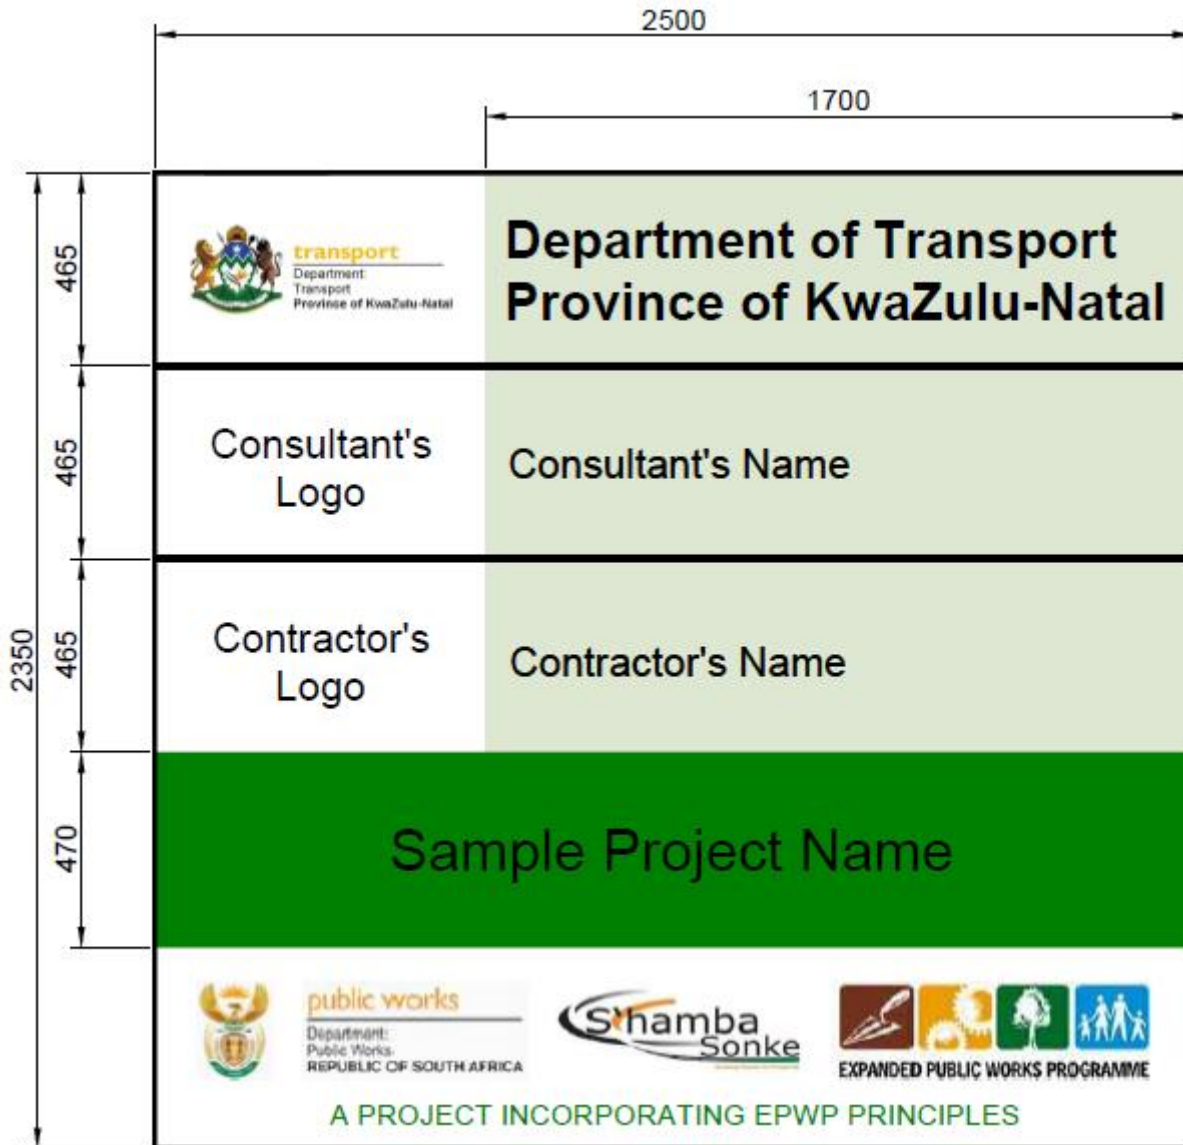 2500
1700
465
transport
Department
Transport
Province of KwaZulu-Natal
Department of Transport
Province of KwaZulu-Natal
465
Consultant's
Logo
Consultant's Name
2350
465
Contractor's
Logo
Contractor's Name
470
Sample Project Name
public works
Department:
Public Works
REPUBLIC OF SOUTH AFRICA
S'hamba
Sonke
EXPANDED PUBLIC WORKS PROGRAMME
A PROJECT INCORPORATING EPWP PRINCIPLES